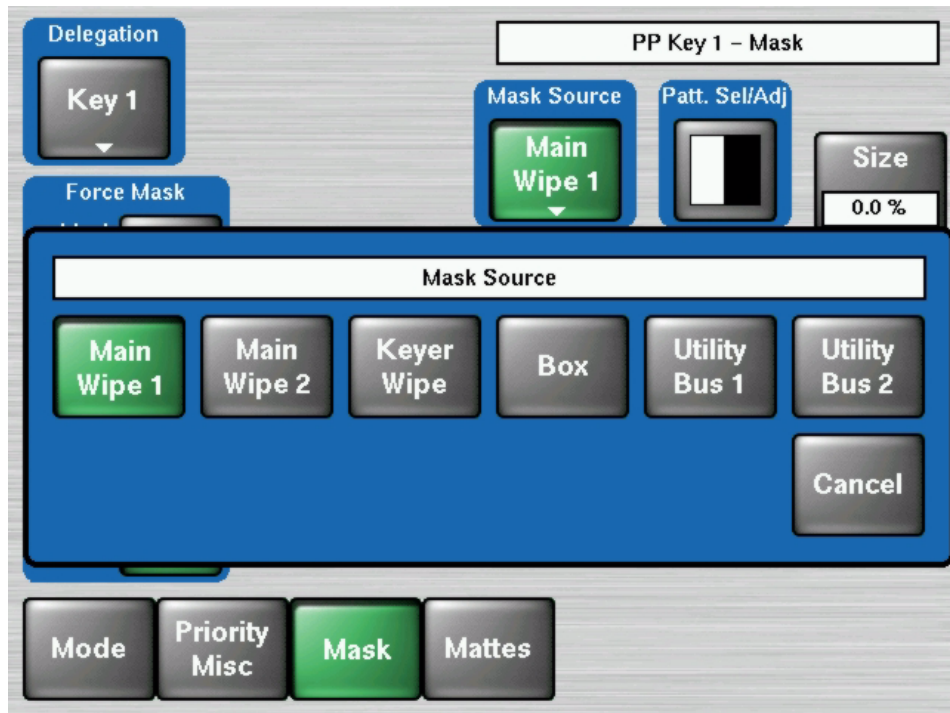 Delegation
PP Key 1 – Mask
Key 1
Mask Source
Patt. Sel/Adj
Main
Wipe 1
Size
0.0 %
Force Mask
Mask Source
Main
Wipe 1
Main
Wipe 2
Keyer
Wipe
Box
Utility
Bus 1
Utility
Bus 2
Cancel
Mode
Priority
Misc
Mask
Mattes